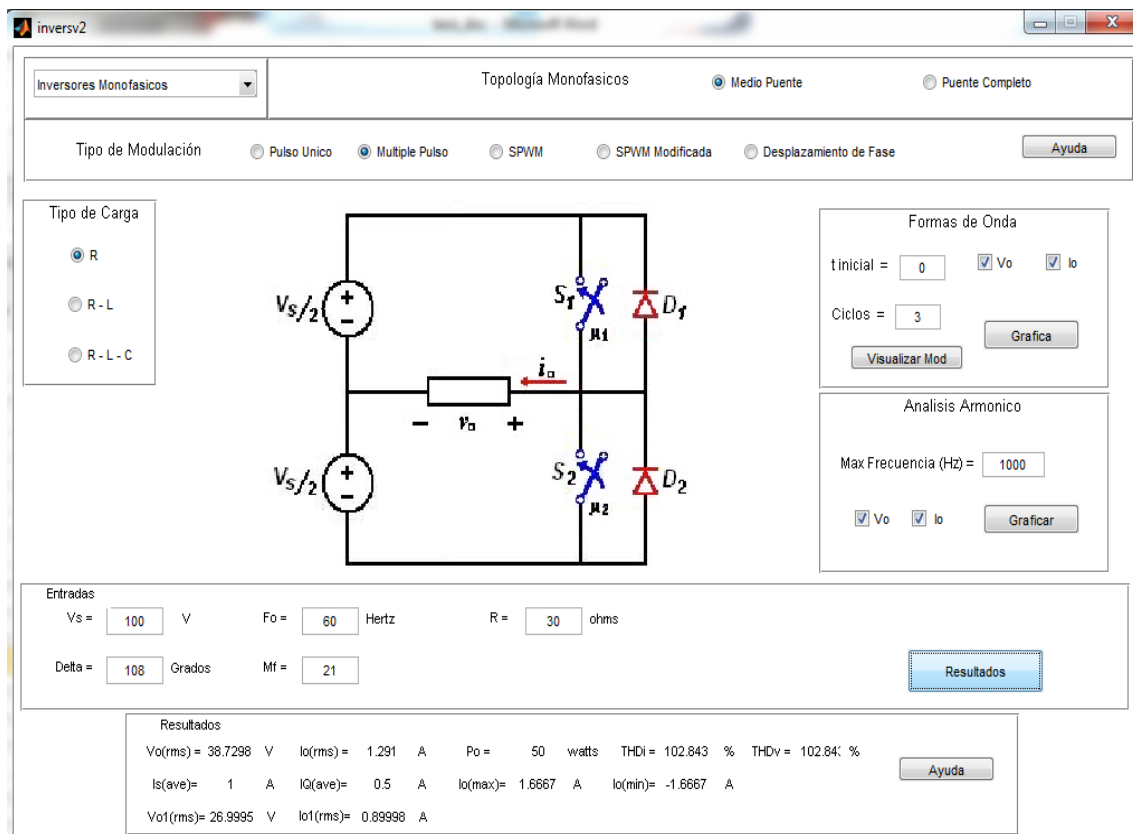 inversv2
Inversores Monofasicos
Topología Monofasicos
Medio Puente
Puente Completo
Tipo de Modulación
Pulso Unico
Multiple Pulso
SPWM
SPWM Modificada
Desplazamiento de Fase
Ayuda
Tipo de Carga
R
R - L
R - L - C
Vs/2
S1
μ1
D1
io
- vo +
Vs/2
S2
μ2
D2
Formas de Onda
t inicial = 0
Vo
Io
Ciclos = 3
Grafica
Visualizar Mod
Analisis Armonico
Max Frecuencia (Hz) = 1000
Vo
Io
Graficar
Entradas
Vs = 100 V Fo = 60 Hertz R = 30 ohms
Delta = 108 Grados Mf = 21
Resultados
Resultados
Vo(rms) = 38.7298 V Io(rms) = 1.291 A Po = 50 watts THDi = 102.843 % THDv = 102.84 %
Is(ave)= 1 A IQ(ave)= 0.5 A Io(max)= 1.6667 A Io(min)= -1.6667 A
Ayuda
Vo1(rms)= 26.9995 V Io1(rms)= 0.89998 A